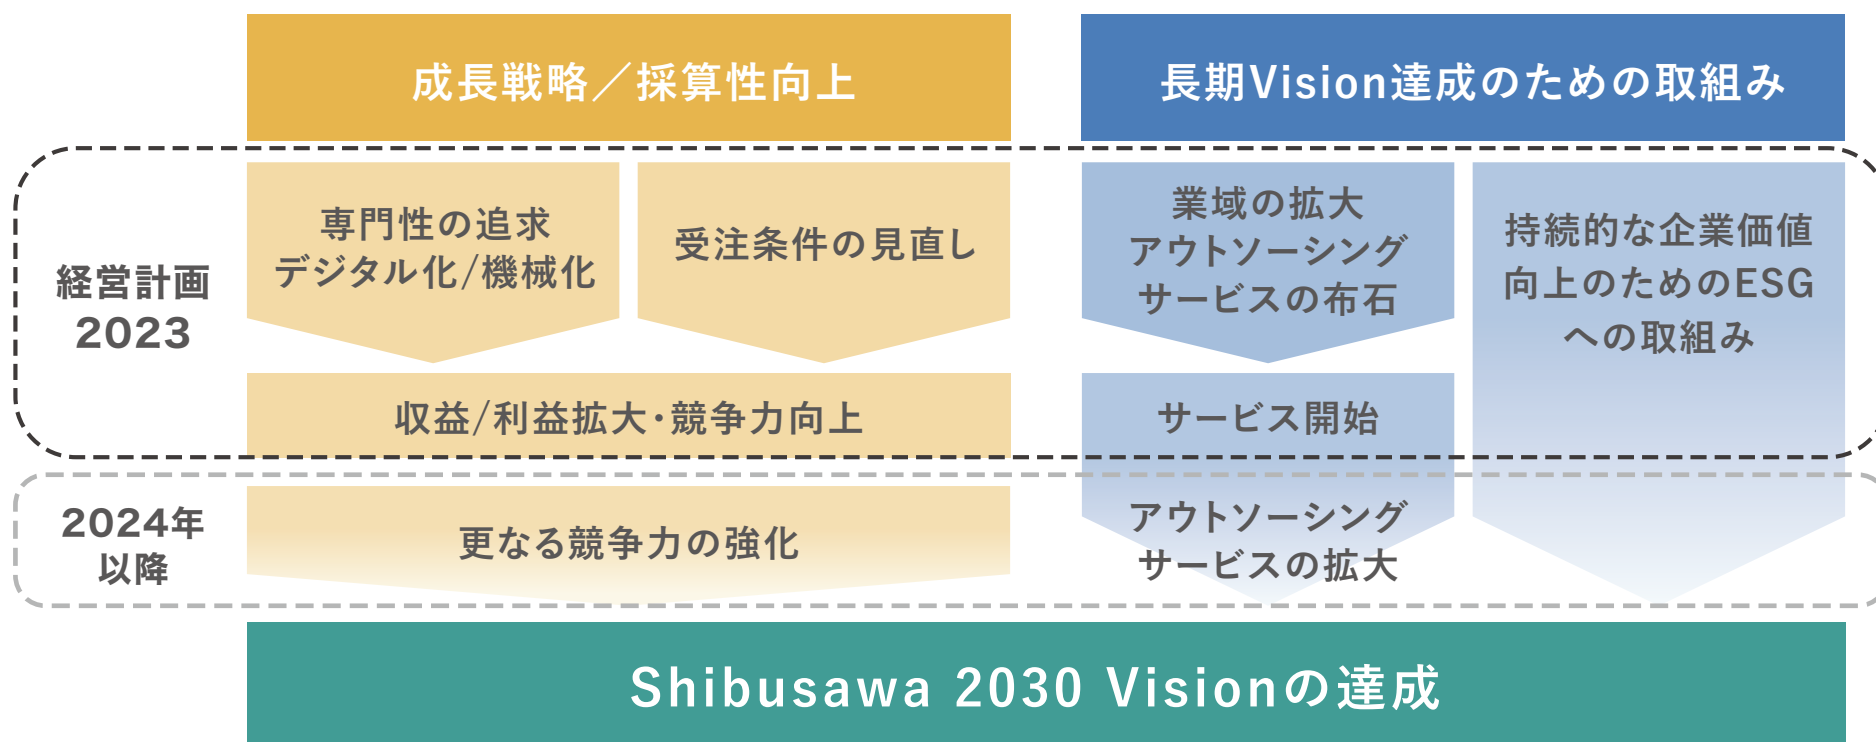 成長戦略／採算性向上
長期Vision達成のための取組み
経営計画
2023
専門性の追求
デジタル化/機械化
受注条件の見直し
業域の拡大
アウトソーシング
サービスの布石
持続的な企業価値
向上のためのESG
への取組み
収益/利益拡大・競争力向上
サービス開始
2024年
以降
更なる競争力の強化
アウトソーシング
サービスの拡大
Shibusawa 2030 Visionの達成